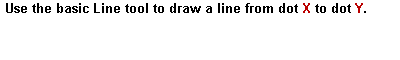 Use the basic Line tool to draw a line from dot X to dot Y.